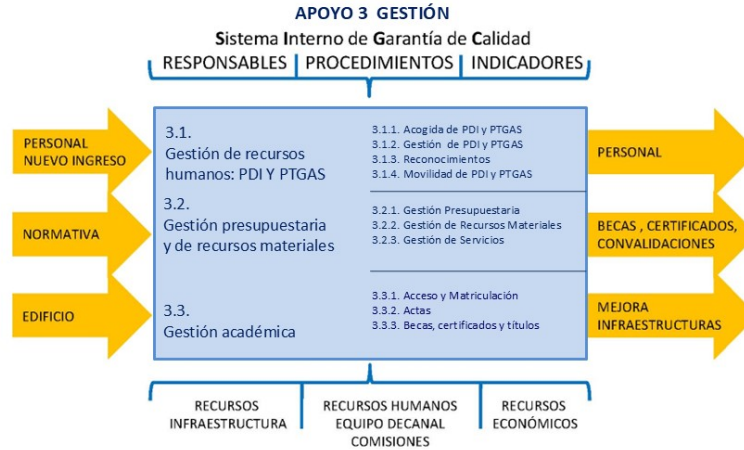 APOYO 3 GESTIÓN
Sistema Interno de Garantía de Calidad
RESPONSABLES PROCEDIMIENTOS INDICADORES
PERSONAL
NUEVO INGRESO
NORMATIVA
EDIFICIO
3.1.
Gestión de recursos
humanos: PDI Y PTGAS
3.2.
Gestión presupuestaria
y de recursos materiales
3.3.
Gestión académica
3.1.1. Acogida de PDI y PTGAS
3.1.2. Gestión de PDI y PTGAS
3.1.3. Reconocimientos
3.1.4. Movilidad de PDI y PTGAS
3.2.1. Gestión Presupuestaria
3.2.2. Gestión de Recursos Materiales
3.2.3. Gestión de Servicios
3.3.1. Acceso y Matriculación
3.3.2. Actas
3.3.3. Becas, certificados y títulos
PERSONAL
BECAS , CERTIFICADOS,
CONVALIDACIONES
MEJORA
INFRAESTRUCTURAS
RECURSOS
INFRAESTRUCTURA
RECURSOS HUMANOS
EQUIPO DECANAL
COMISIONES
RECURSOS
ECONÓMICOS